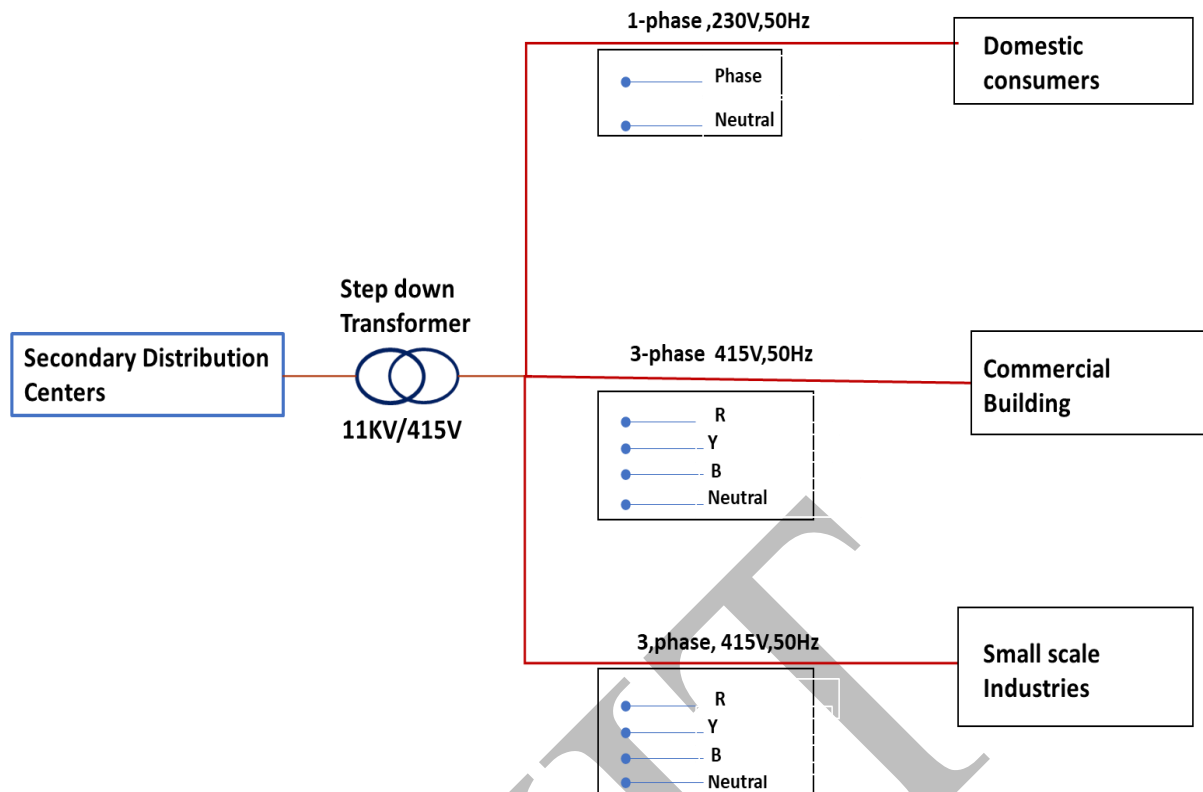 1-phase ,230V,50Hz
Phase
Neutral
Domestic
consumers
Step down
Transformer
Secondary Distribution
Centers
11KV/415V
3-phase 415V,50Hz
R
Y
B
Neutral
Commercial
Building
3,phase, 415V,50Hz
R
Y
B
Neutral
Small scale
Industries